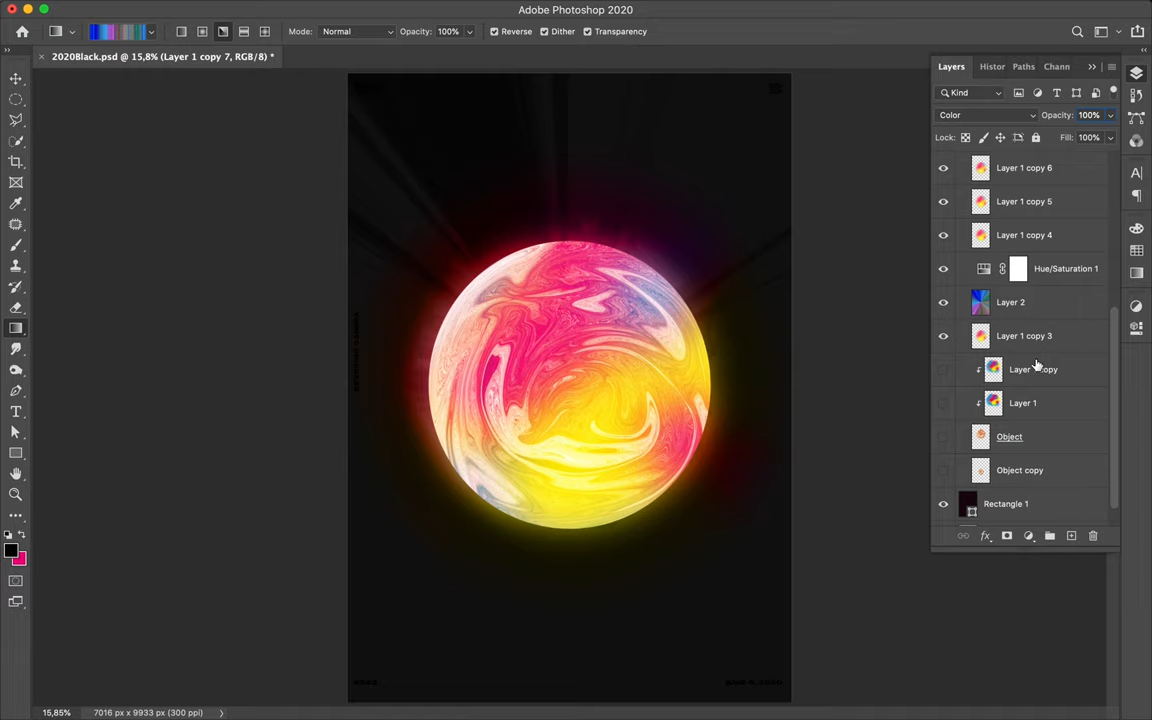 Adobe Photoshop 2020
Mode: Normal Opacity: 100% Reverse Dither Transparency
2020Black.psd @ 15,8% (Layer 1 copy 7, RGB/8) *
Layers Histor Paths Chann
Kind
Color Opacity: 100%
Lock: Fill: 100%
Layer 1 copy 6
Layer 1 copy 5
Layer 1 copy 4
Hue/Saturation 1
Layer 2
Layer 1 copy 3
Layer copy
Layer 1
Object
Object copy
Rectangle 1
fx
15,85% 7016 px x 9933 px (300 ppi)